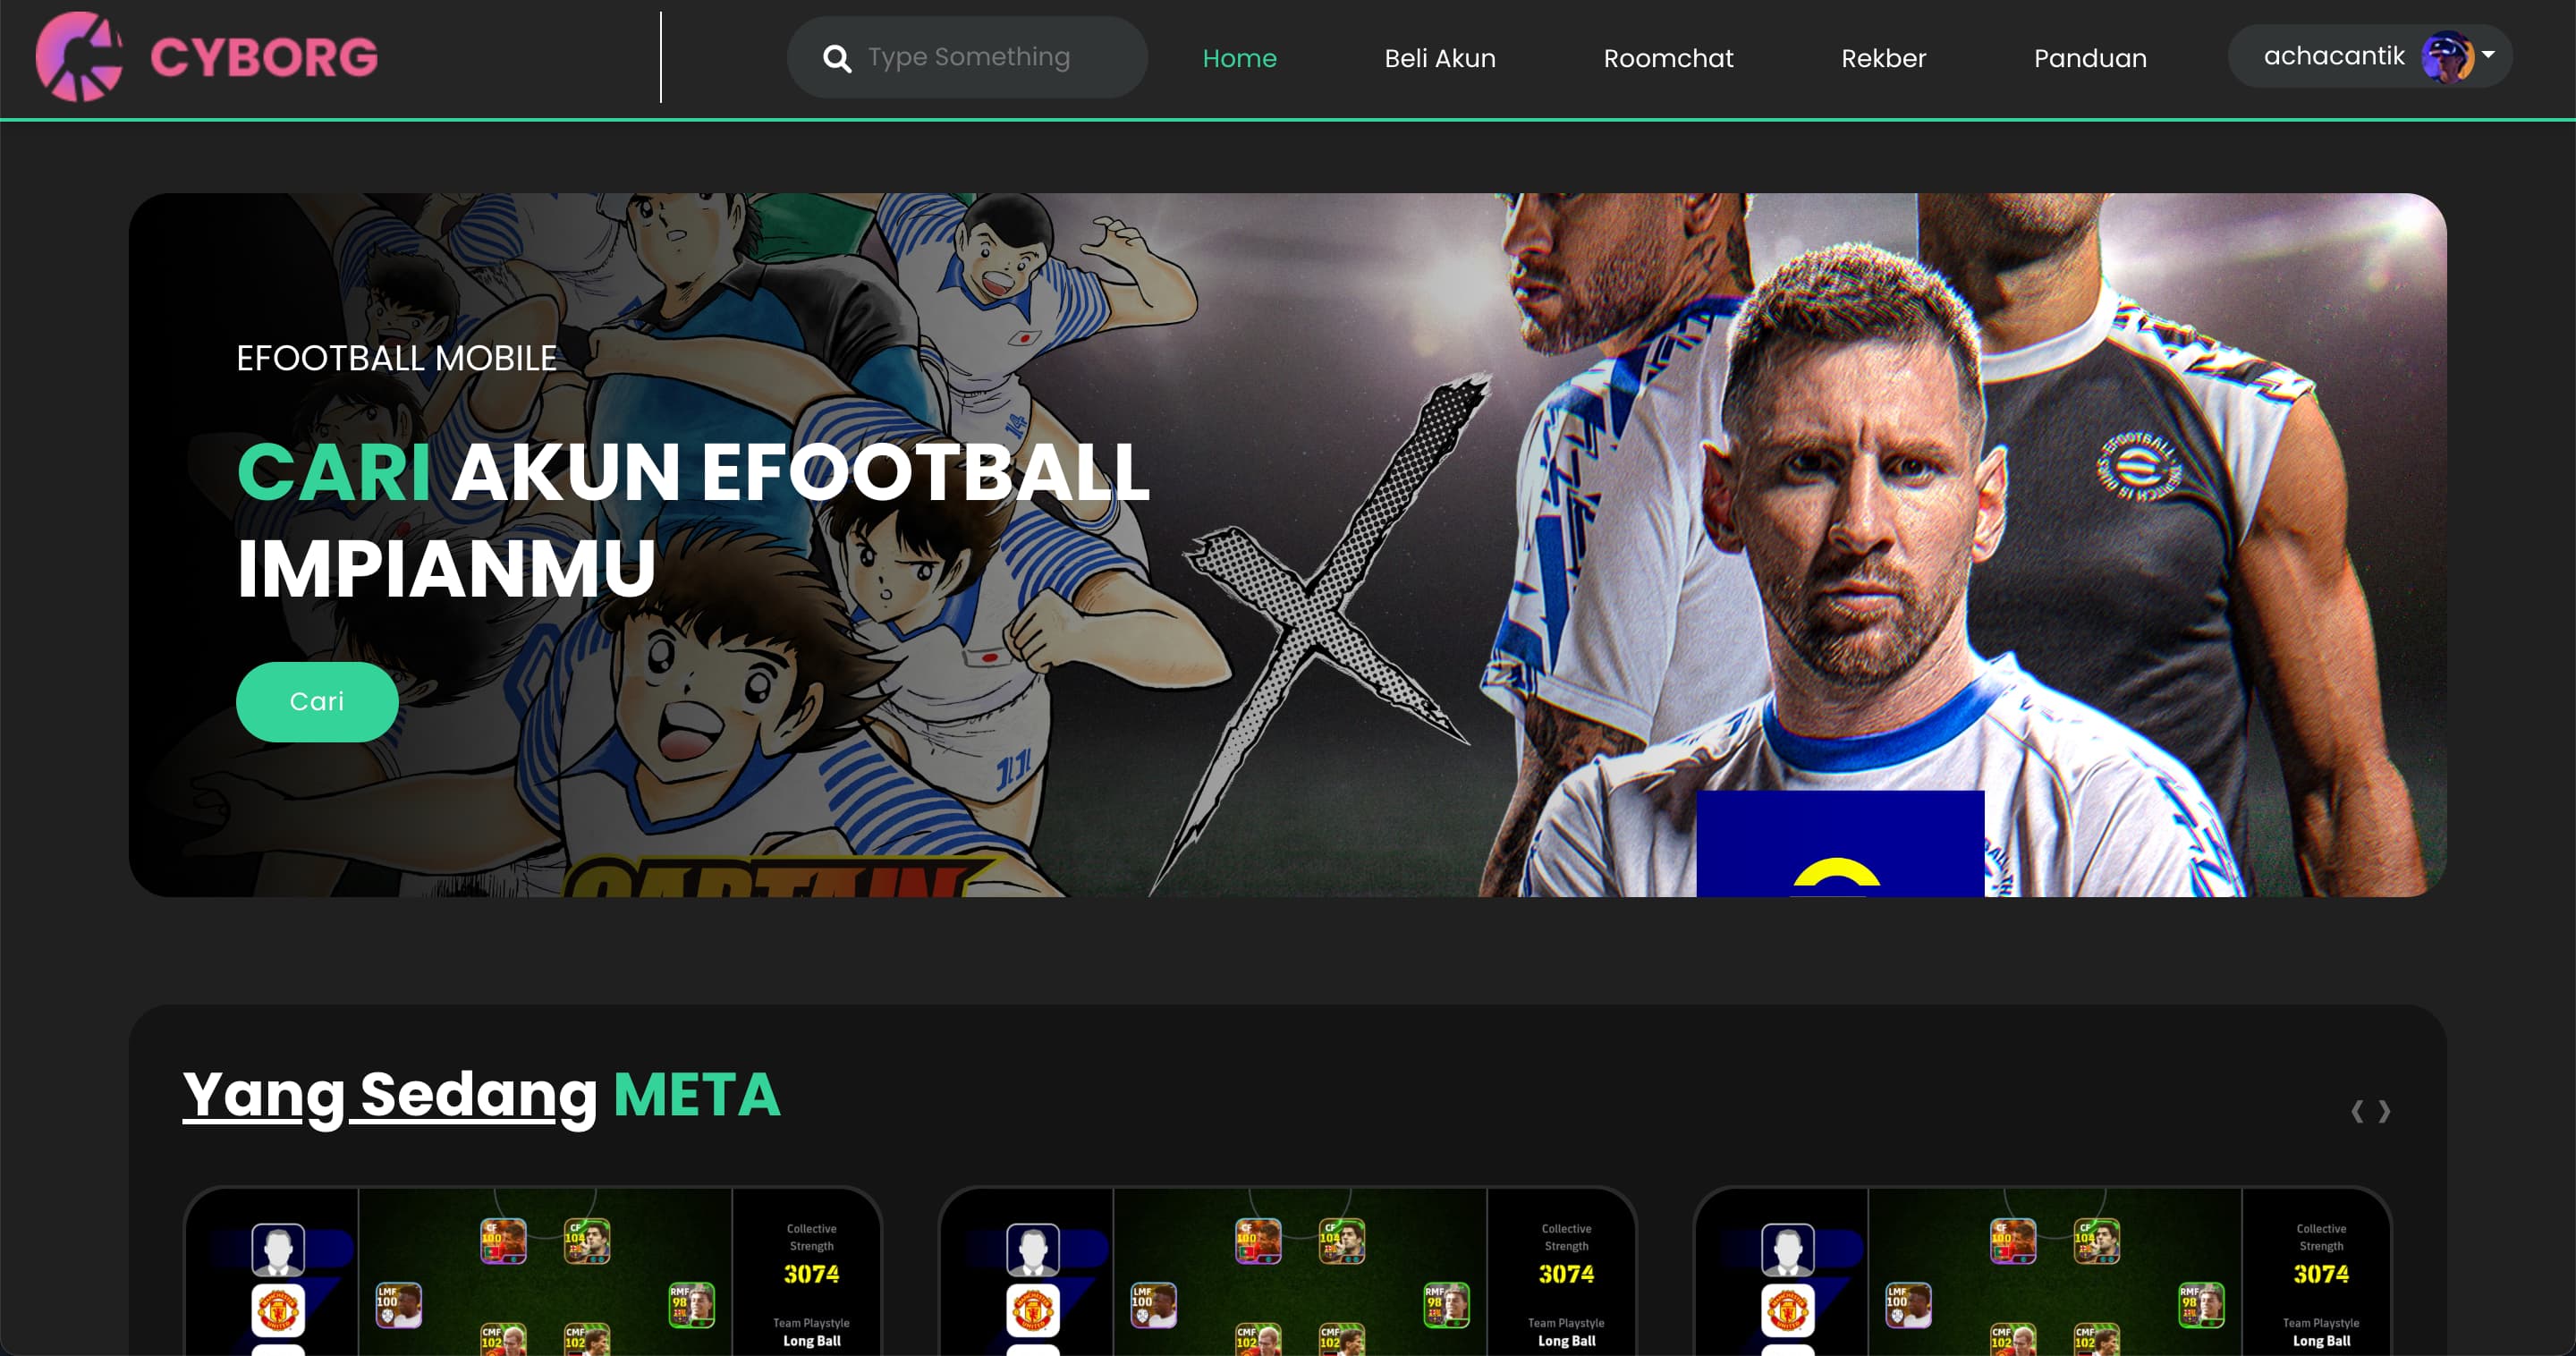 CYBORG
Type Something
Home
Beli Akun
Roomchat
Rekber
Panduan
achacantik
EFOOTBALL MOBILE
CARI AKUN EFOOTBALL
IMPIANMU
Cari
14
11
EFOOTBALL
CAPTAIN
Yang Sedang META
CF
100
CF
104
Collective
Strength
3074
LMF
100
RMF
98
Team Playstyle
Long Ball
CMF
102
CMF
102
CF
100
CF
104
Collective
Strength
3074
LMF
100
RMF
98
Team Playstyle
Long Ball
CMF
102
CMF
102
CF
100
CF
104
Collective
Strength
3074
LMF
100
RMF
98
Team Playstyle
Long Ball
CMF
102
CMF
102